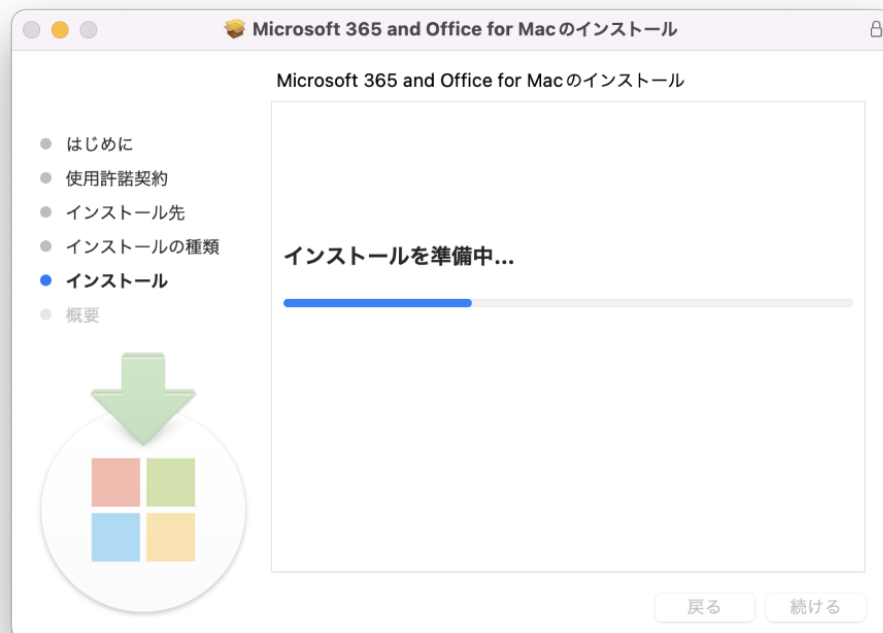 Microsoft 365 and Office for Macのインストール
Microsoft 365 and Office for Macのインストール
はじめに
使用許諾契約
インストール先
インストールの種類
インストール
概要
インストールを準備中...
戻る
続ける